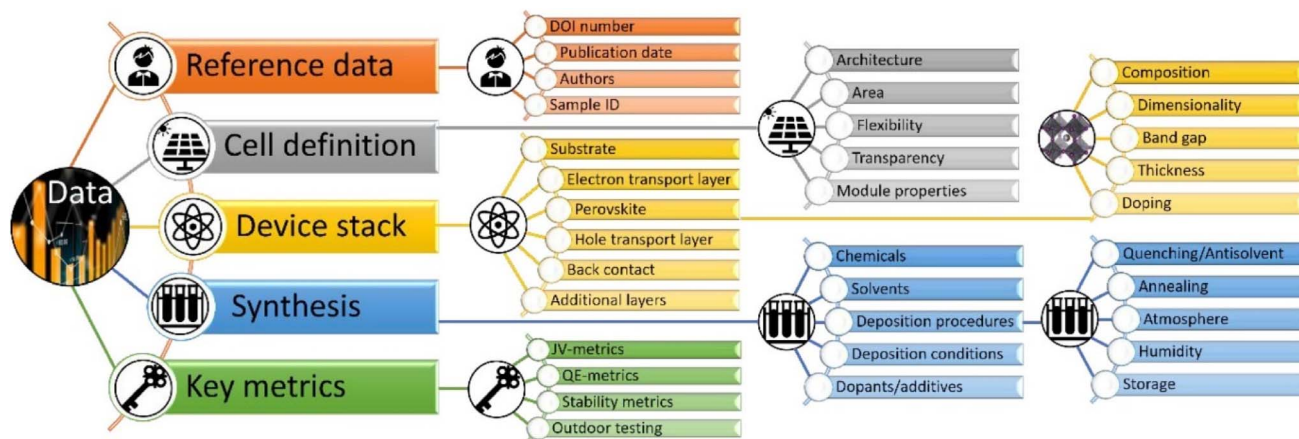 Data
Reference data
DOI number
Publication date
Authors
Sample ID
Cell definition
Architecture
Area
Flexibility
Transparency
Module properties
Device stack
Substrate
Electron transport layer
Perovskite
Hole transport layer
Back contact
Additional layers
Composition
Dimensionality
Band gap
Thickness
Doping
Synthesis
Chemicals
Solvents
Deposition procedures
Deposition conditions
Dopants/additives
Quenching/Antisolvent
Annealing
Atmosphere
Humidity
Storage
Key metrics
JV-metrics
QE-metrics
Stability metrics
Outdoor testing